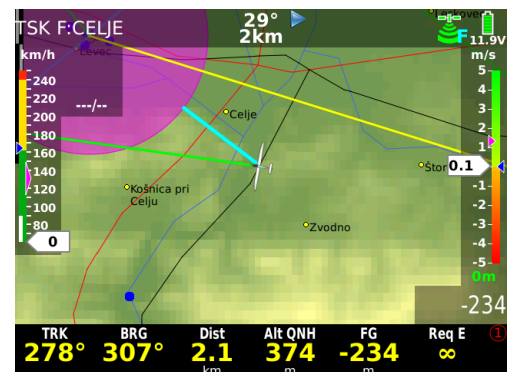 TSK F:CELJE
29°
2km
Leskovec
F
11.9V
km/h
m/s
Levec
240
220
200
180
160
140
120
100
80
0
---/--
Celje
Košnica pri
Celju
Zvodno
Štor
5
4
3
2
1
0.1
-1
-2
-3
-4
-5
0m
-234
TRK
BRG
Dist
Alt QNH
FG
Req E
1
278°
307°
2.1
374
-234
∞
km
m
m